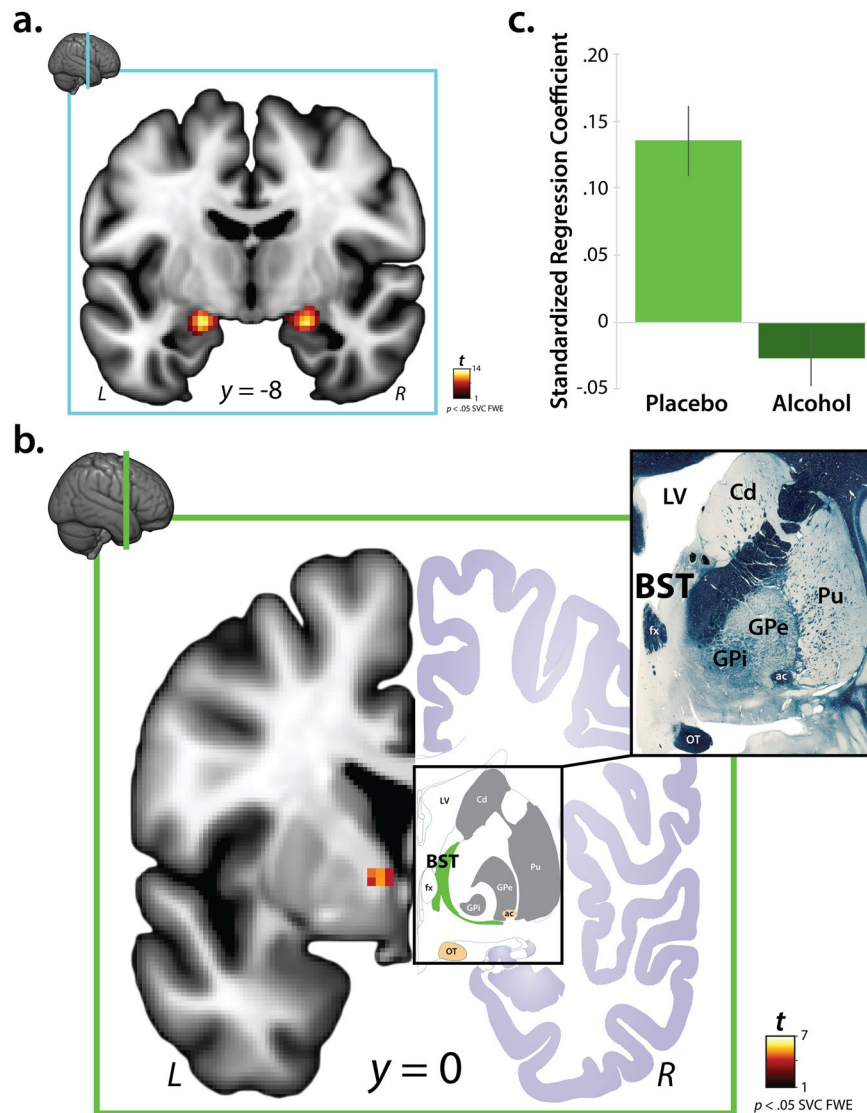 a.
L
y = -8
R
t
14
1
p < .05 SVC FWE
c.
Standardized Regression Coefficient
.20
.15
.10
.05
0
-.05
Placebo
Alcohol
b.
LV
Cd
BST
Pu
fx
GPe
GPi
ac
OT
LV
Cd
BST
Pu
fx
GPe
GPi
ac
OT
L
y = 0
R
t
7
1
p < .05 SVC FWE